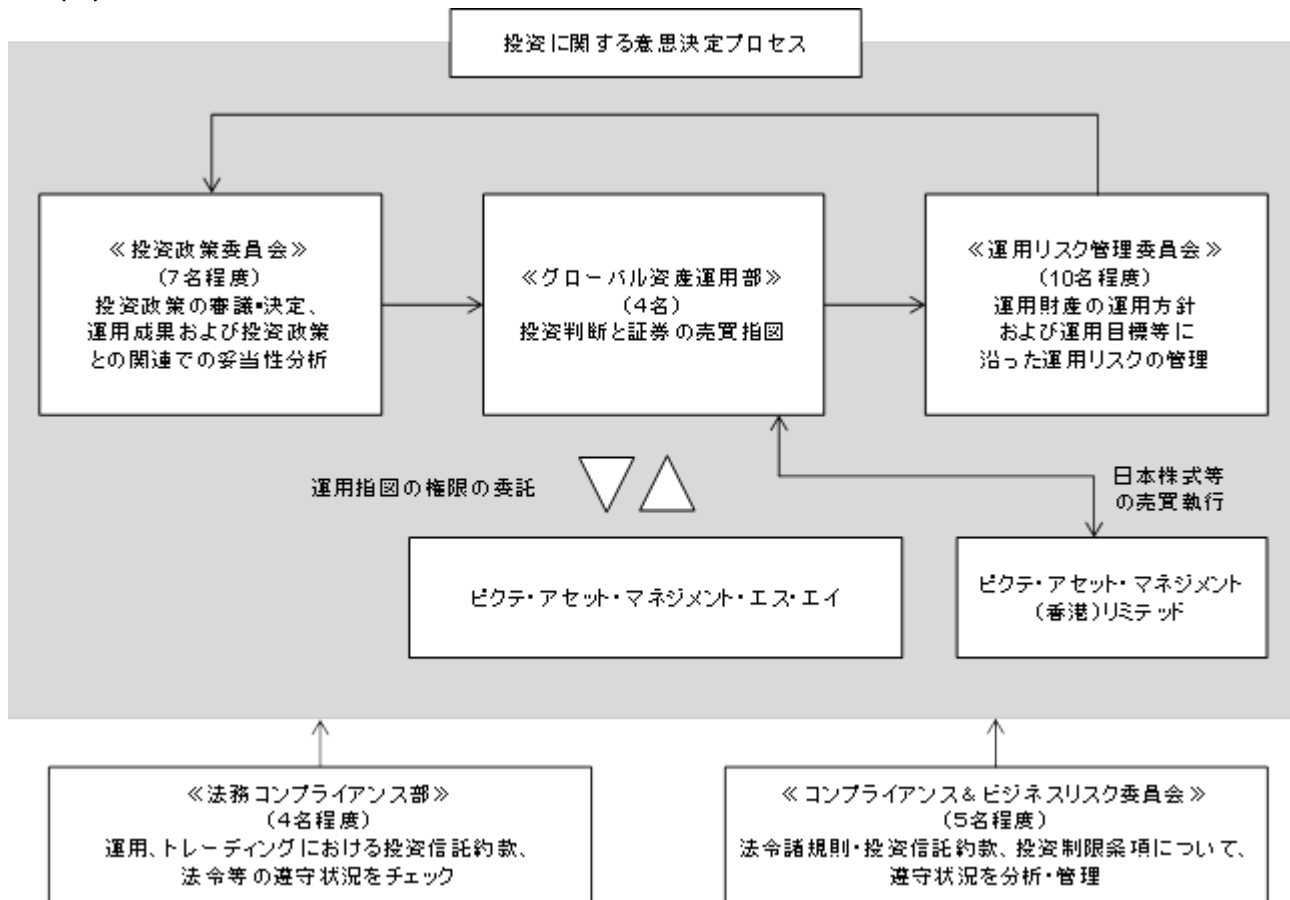 投資に関する意思決定プロセス
≪投資政策委員会≫
(7名程度)
投資政策の審議・決定、
運用成果および投資政策
との関連での妥当性分析
≪グローバル資産運用部≫
(4名)
投資判断と証券の売買指図
≪運用リスク管理委員会≫
(10名程度)
運用財産の運用方針
および運用目標等に
沿った運用リスクの管理
運用指図の権限の委託
日本株式等
の売買執行
ピクテ・アセット・マネジメント・エス・エイ
ピクテ・アセット・マネジメント
(香港)リミテッド
≪法務コンプライアンス部≫
(4名程度)
運用、トレーディングにおける投資信託約款、
法令等の遵守状況をチェック
≪コンプライアンス&ビジネスリスク委員会≫
(5名程度)
法令諸規則・投資信託約款、投資制限条項について、
遵守状況を分析・管理